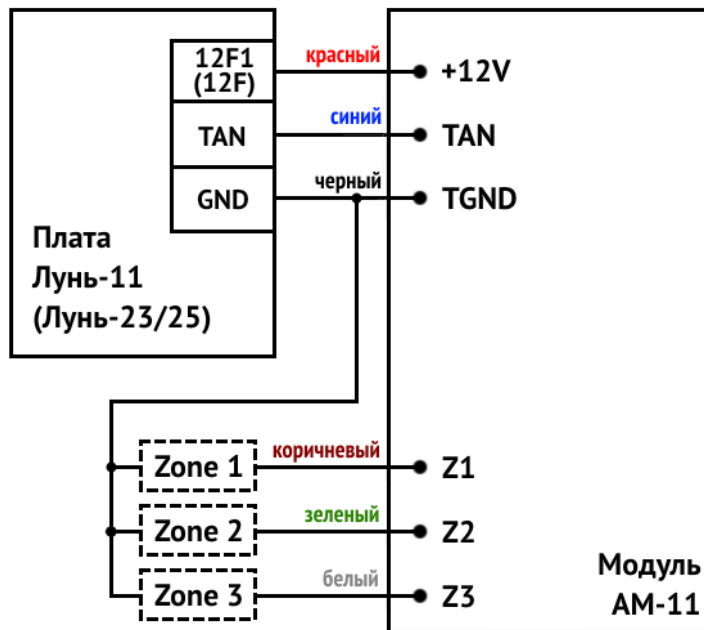 12F1
(12F)
красный
+12V
TAN
синий
TAN
GND
черный
TGND
Плата
Лунь-11
(Лунь-23/25)
Zone 1
коричневый
Z1
Zone 2
зеленый
Z2
Zone 3
белый
Z3
Модуль
АМ-11